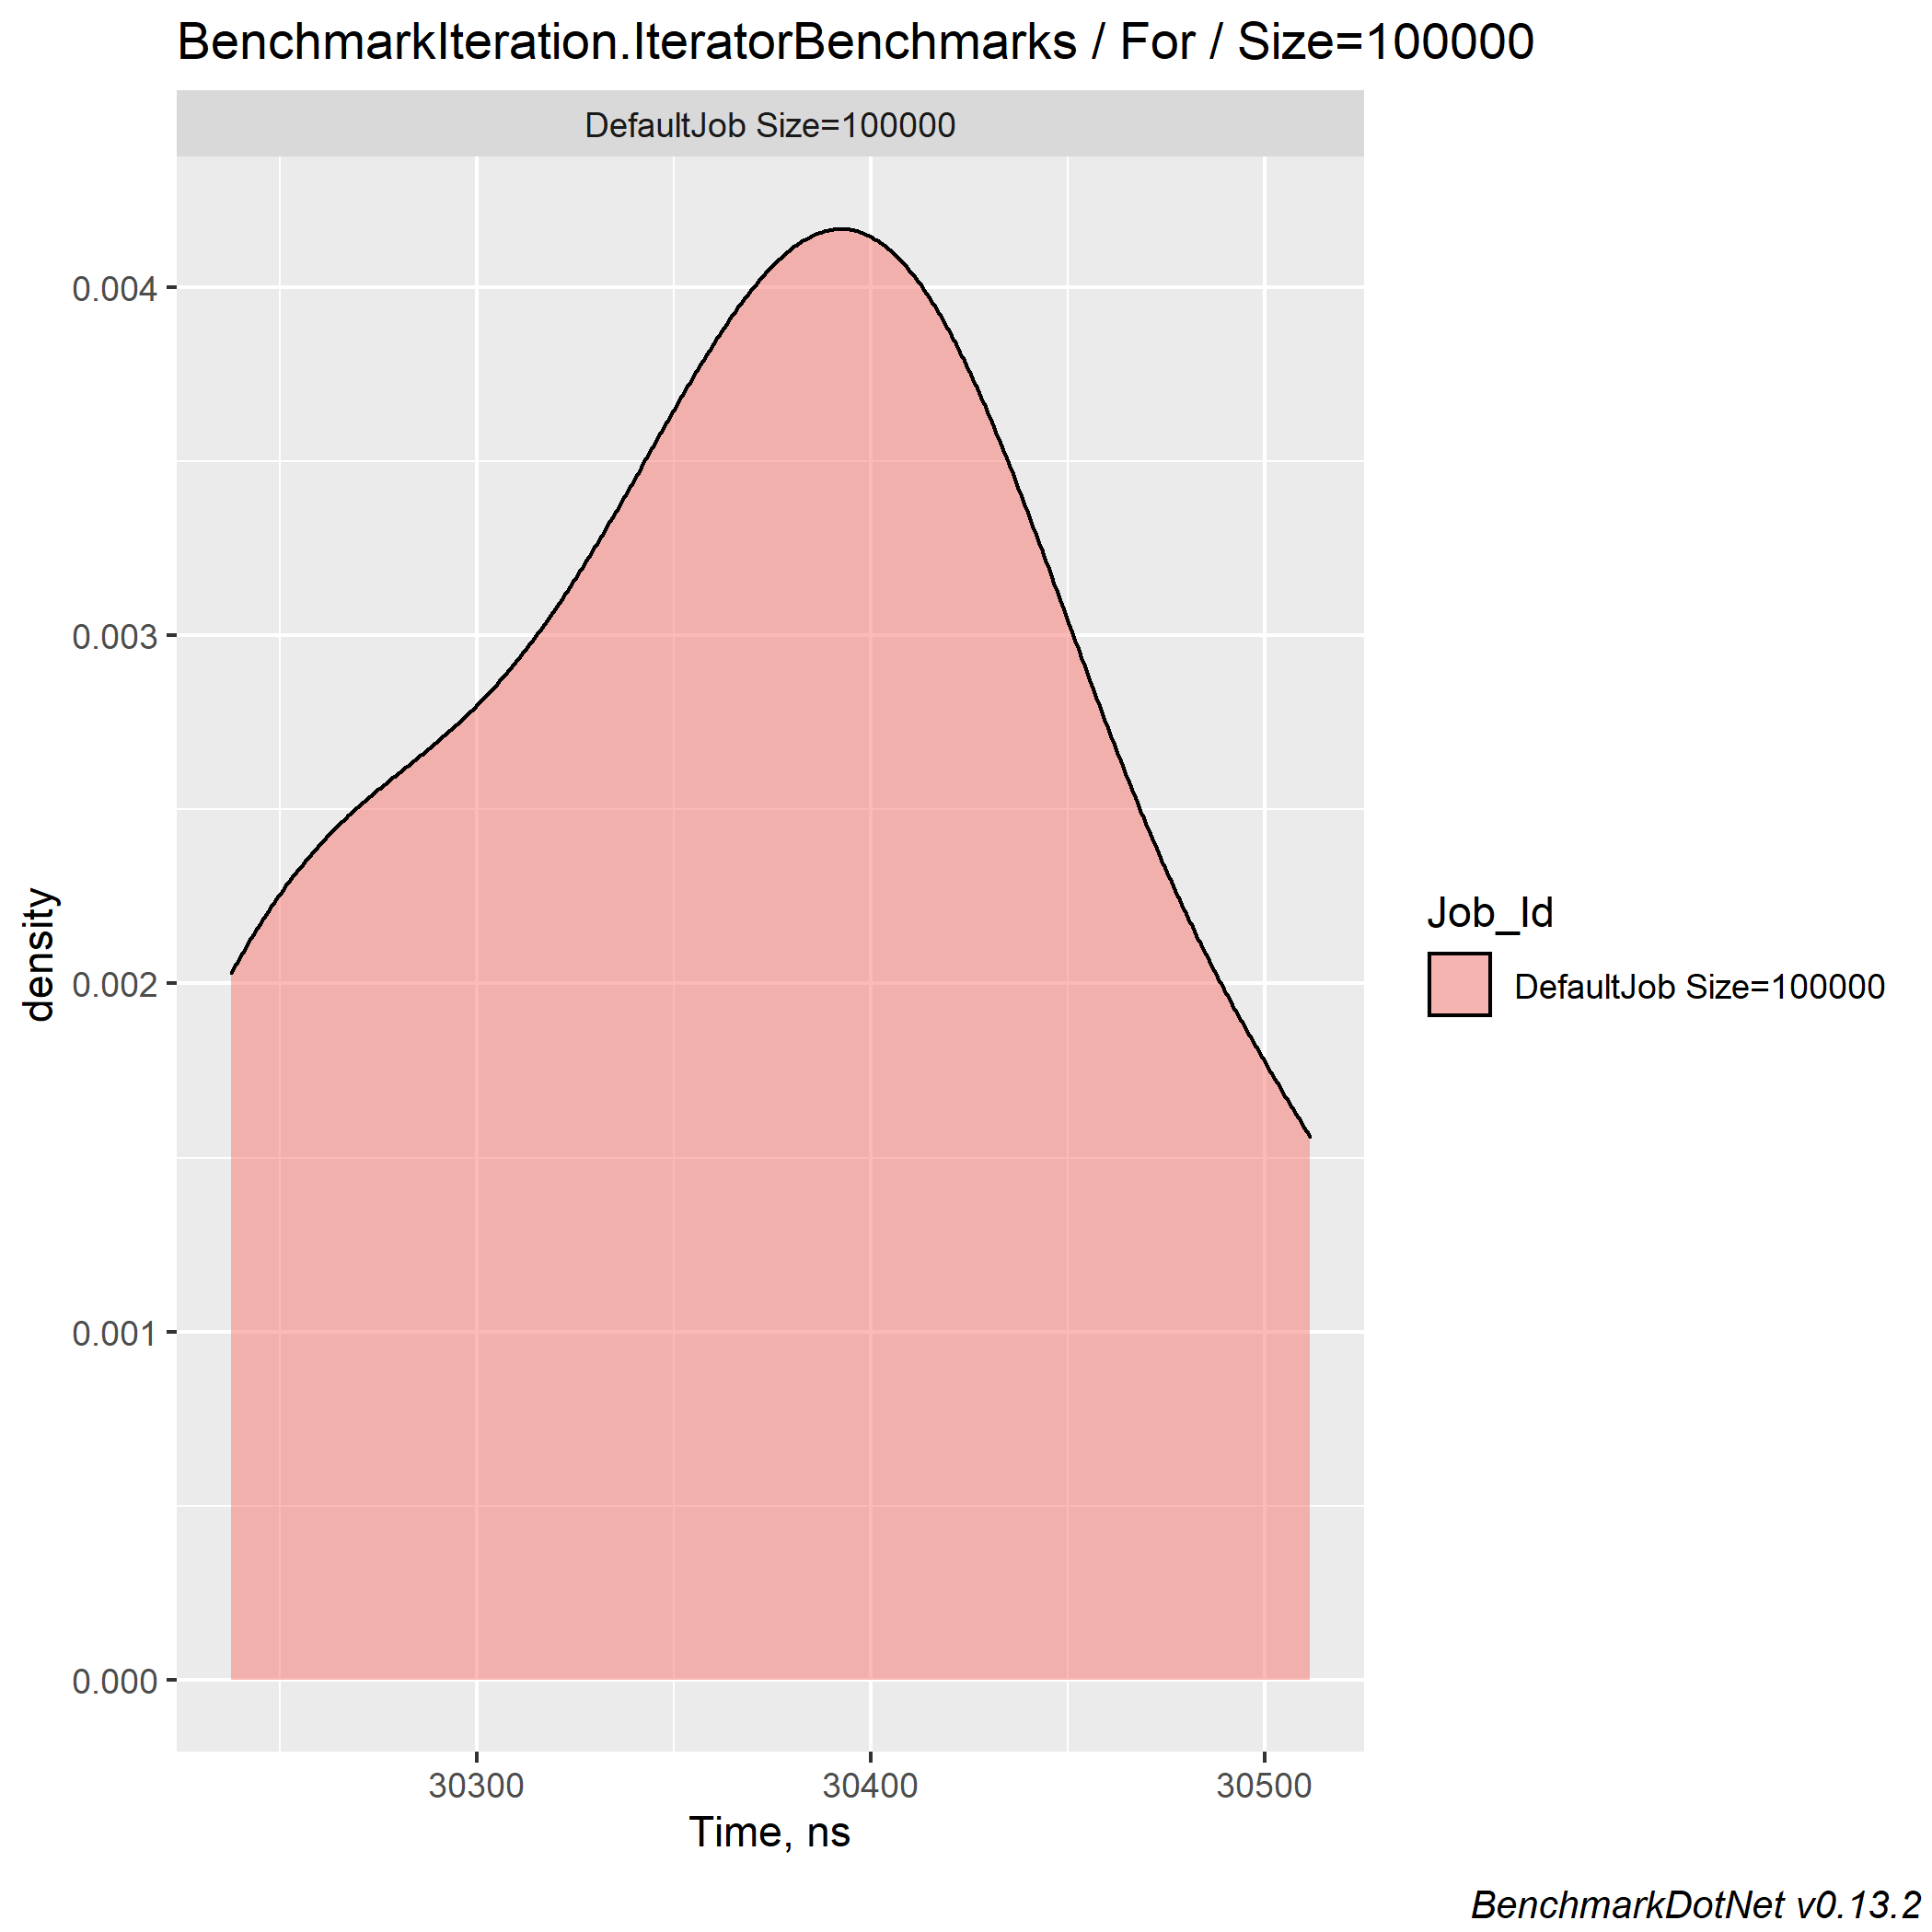 BenchmarkIteration.IteratorBenchmarks / For / Size=100000
DefaultJob Size=100000
0.004
0.003
0.002
0.001
0.000
density
30300 30400 30500
Time, ns
Job_Id
DefaultJob Size=100000
BenchmarkDotNet v0.13.2